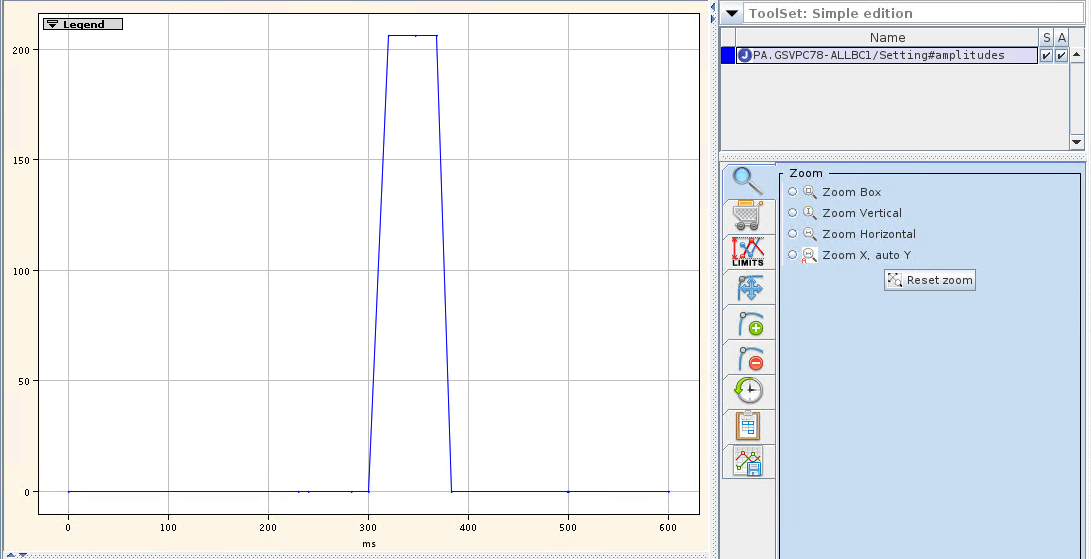 Legend
200
150
100
50
0
0 100 200 300 400 500 600
ms
ToolSet: Simple edition
Name S A
J PA.GSVPC78-ALLBC1/Setting#amplitudes
Zoom
Zoom Box
Zoom Vertical
Zoom Horizontal
Zoom X, auto Y
Reset zoom
LIMITS